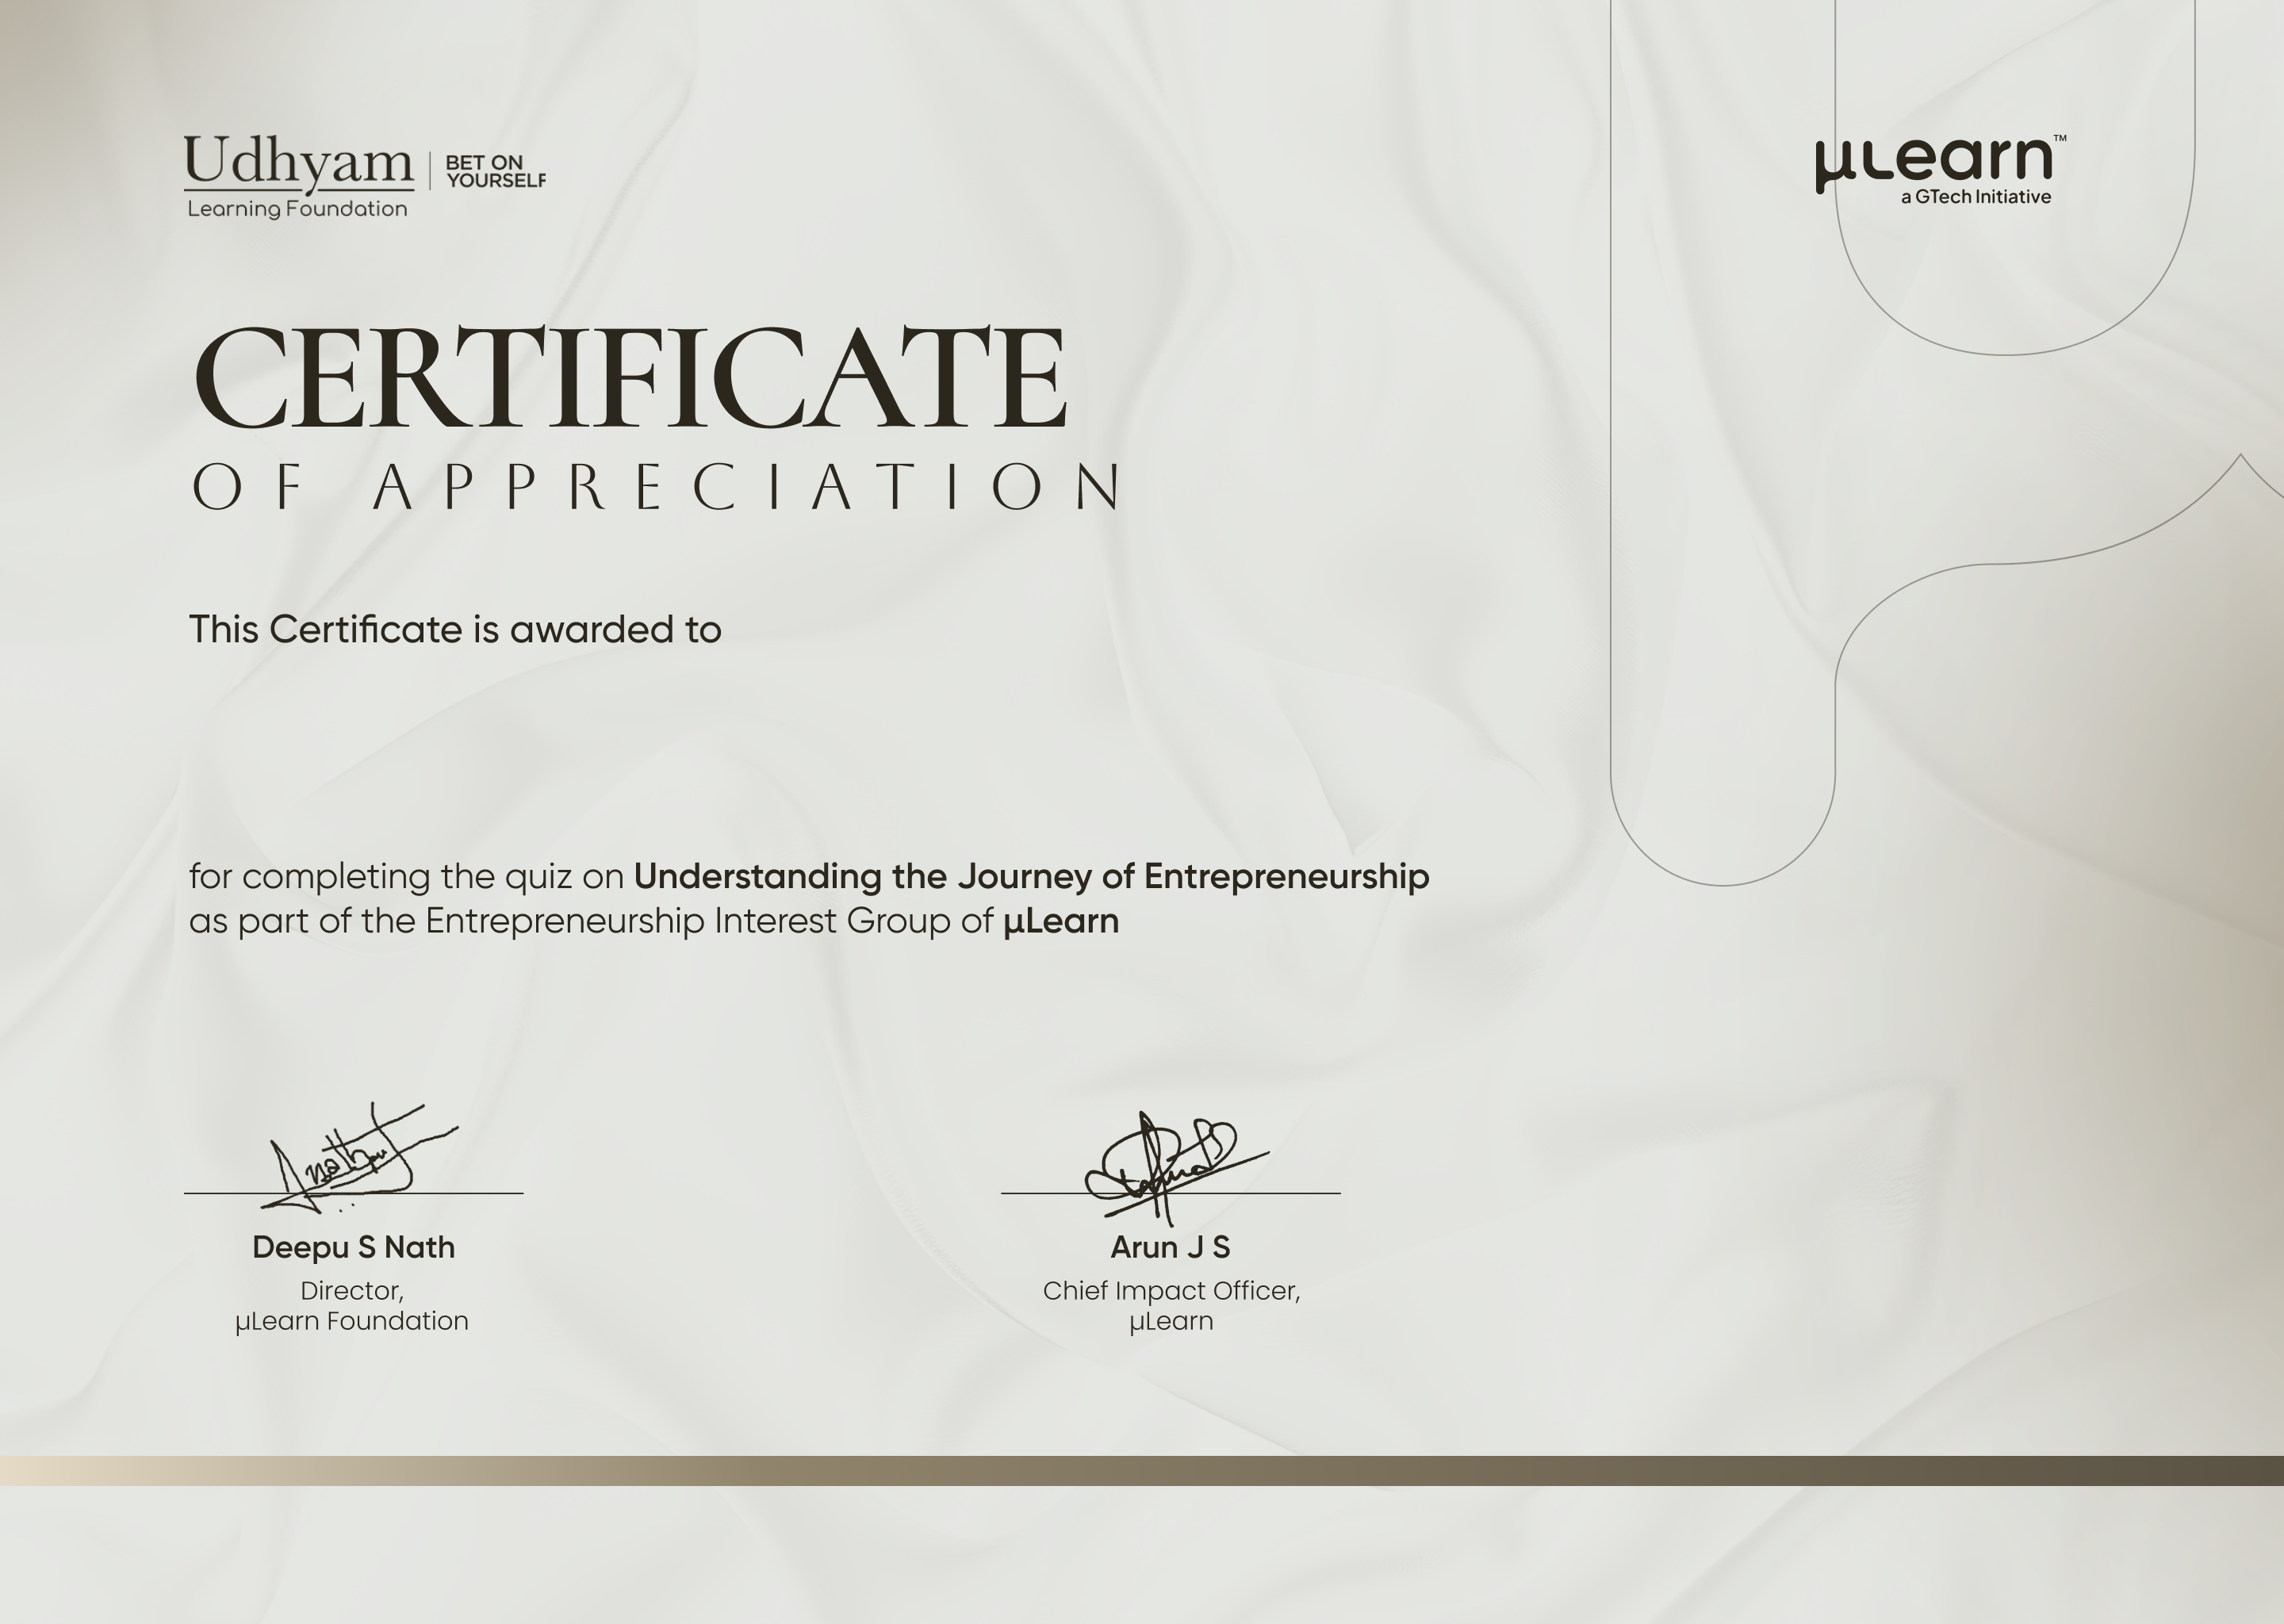 Udhyam
Learning Foundation
BET ON
YOURSELF
µLearn™
a GTech Initiative
CERTIFICATE
OF APPRECIATION
This Certificate is awarded to
for completing the quiz on Understanding the Journey of Entrepreneurship
as part of the Entrepreneurship Interest Group of µLearn
Deepu S Nath
Director,
µLearn Foundation
Arun J S
Chief Impact Officer,
µLearn